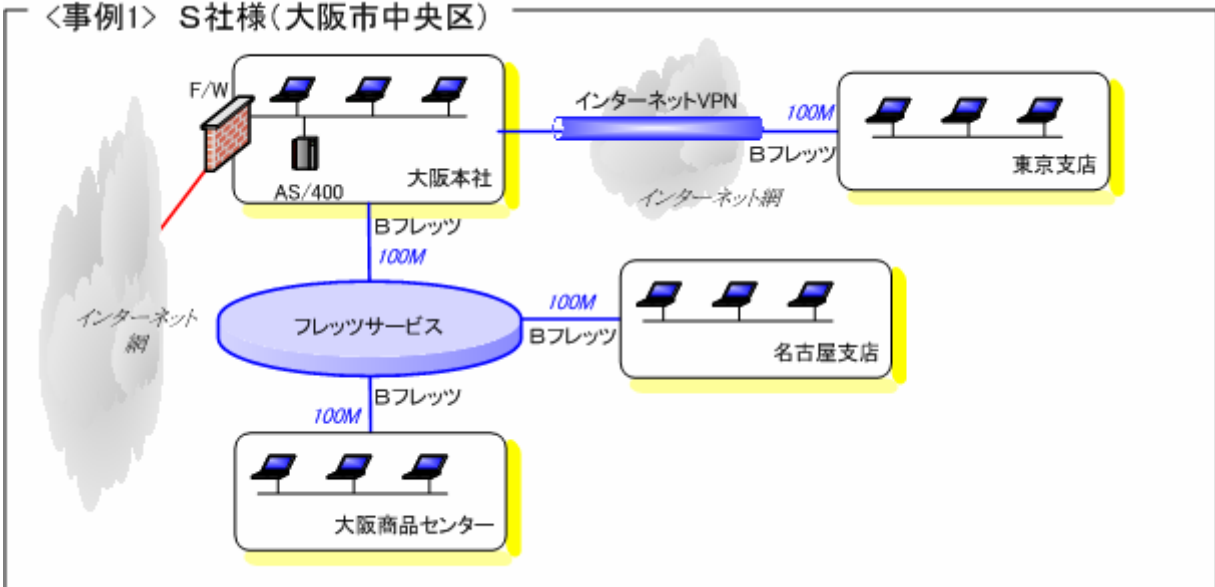 <事例1> S社様(大阪市中央区)
F/W
AS/400
大阪本社
インターネットVPN
100M
Bフレッツ
インターネット網
東京支店
Bフレッツ
100M
インターネット
網
フレッツサービス
100M
Bフレッツ
名古屋支店
Bフレッツ
100M
大阪商品センター